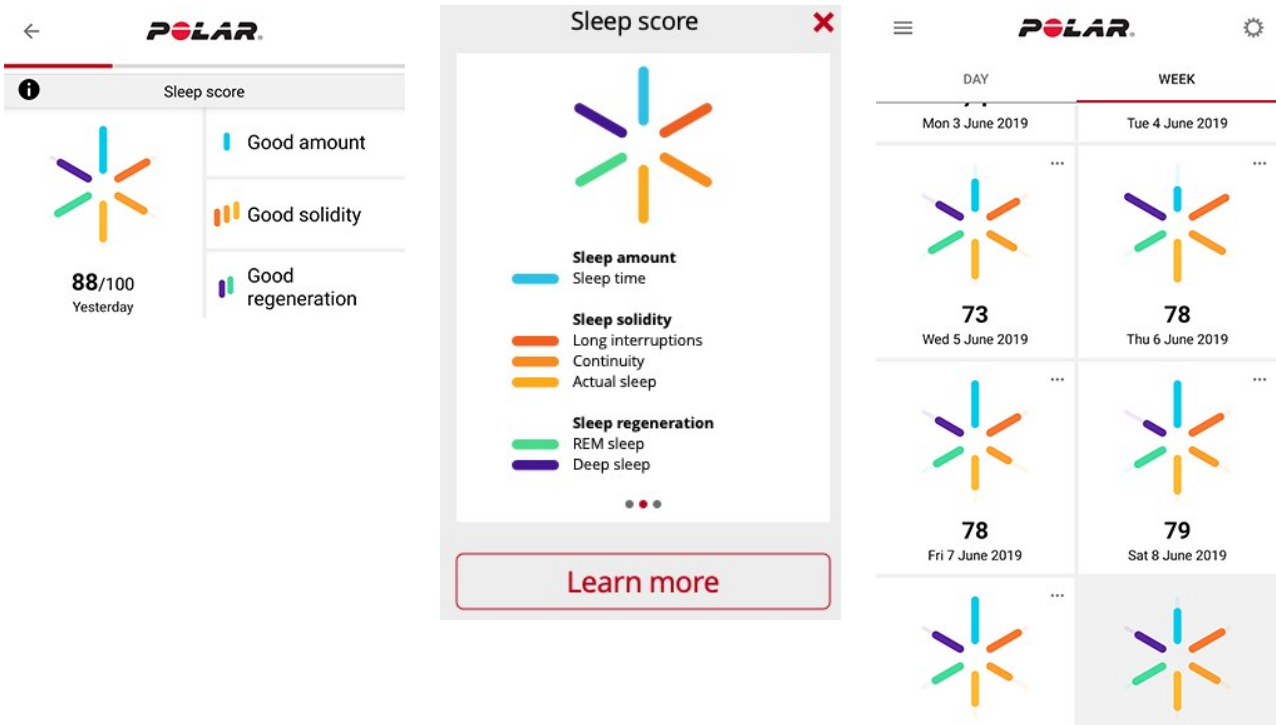 POLAR
Sleep score
Good amount
Good solidity
Good
regeneration
88/100
Yesterday
Sleep score
Sleep amount
Sleep time
Sleep solidity
Long interruptions
Continuity
Actual sleep
Sleep regeneration
REM sleep
Deep sleep
Learn more
POLAR
DAY
WEEK
Mon 3 June 2019
Tue 4 June 2019
73
Wed 5 June 2019
78
Thu 6 June 2019
78
Fri 7 June 2019
79
Sat 8 June 2019